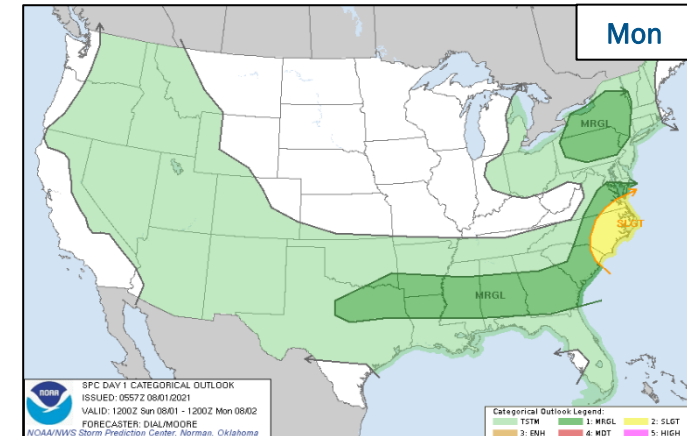 Mon
MRGL
SLGT
MRGL
NOAA
SPC DAY 1 CATEGORICAL OUTLOOK
ISSUED: 0557Z 08/01/2021
VALID: 1200Z Sun 08/01 - 1200Z Mon 08/02
FORECASTER: DIAL/MOORE
NOAA/NWS Storm Prediction Center, Norman, Oklahoma
Categorical Outlook Legend:
TSTM 1: MRGL 2: SLGT
3: ENH 4: MDT 5: HIGH